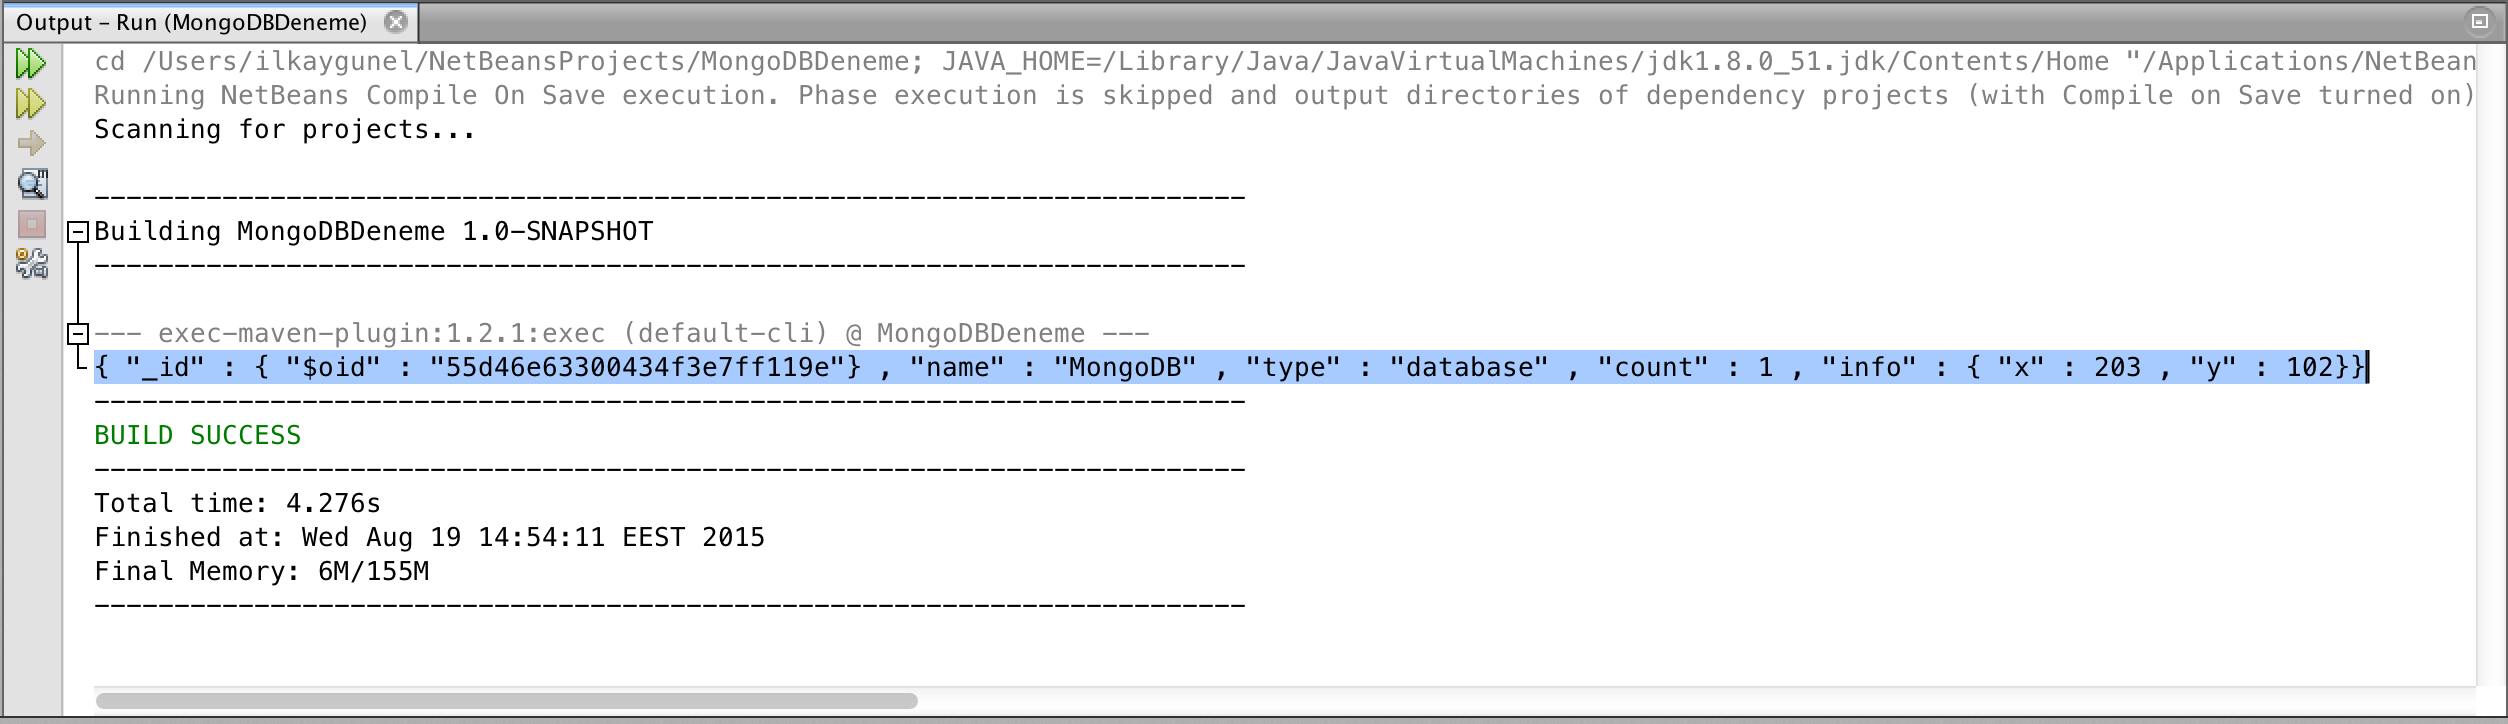 Output – Run (MongoDBDeneme)
cd /Users/ilkaygunel/NetBeansProjects/MongoDBDeneme; JAVA_HOME=/Library/Java/JavaVirtualMachines/jdk1.8.0_51.jdk/Contents/Home "/Applications/NetBean
Running NetBeans Compile On Save execution. Phase execution is skipped and output directories of dependency projects (with Compile on Save turned on)
Scanning for projects...
------------------------------------------------------------------------
Building MongoDBDeneme 1.0-SNAPSHOT
------------------------------------------------------------------------
--- exec-maven-plugin:1.2.1:exec (default-cli) @ MongoDBDeneme ---
{ "_id" : { "$oid" : "55d46e63300434f3e7ff119e"} , "name" : "MongoDB" , "type" : "database" , "count" : 1 , "info" : { "x" : 203 , "y" : 102}}
------------------------------------------------------------------------
BUILD SUCCESS
------------------------------------------------------------------------
Total time: 4.276s
Finished at: Wed Aug 19 14:54:11 EEST 2015
Final Memory: 6M/155M
------------------------------------------------------------------------